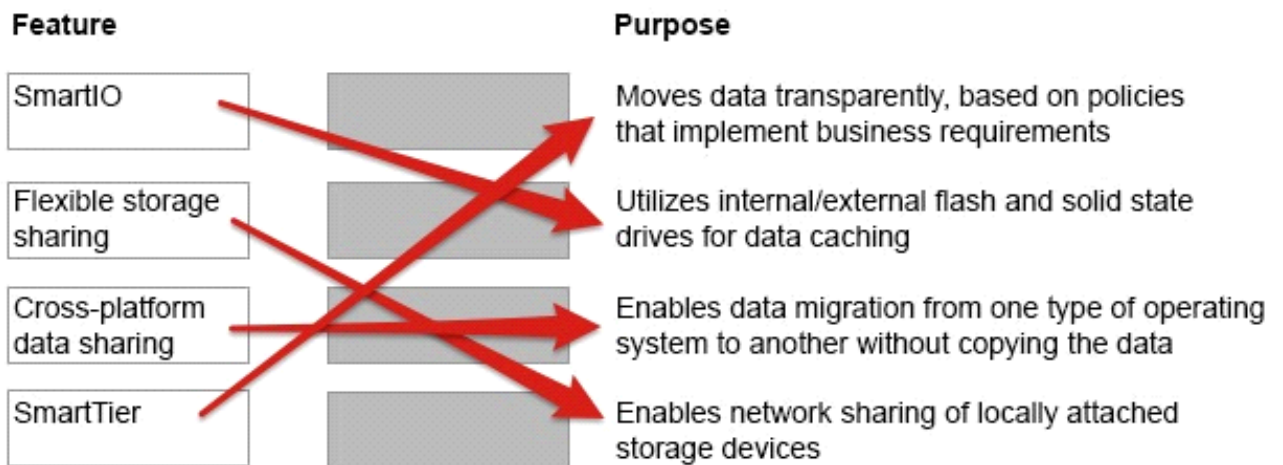 Feature
Purpose
SmartIO
Moves data transparently, based on policies
that implement business requirements
Flexible storage
sharing
Utilizes internal/external flash and solid state
drives for data caching
Cross-platform
data sharing
Enables data migration from one type of operating
system to another without copying the data
SmartTier
Enables network sharing of locally attached
storage devices